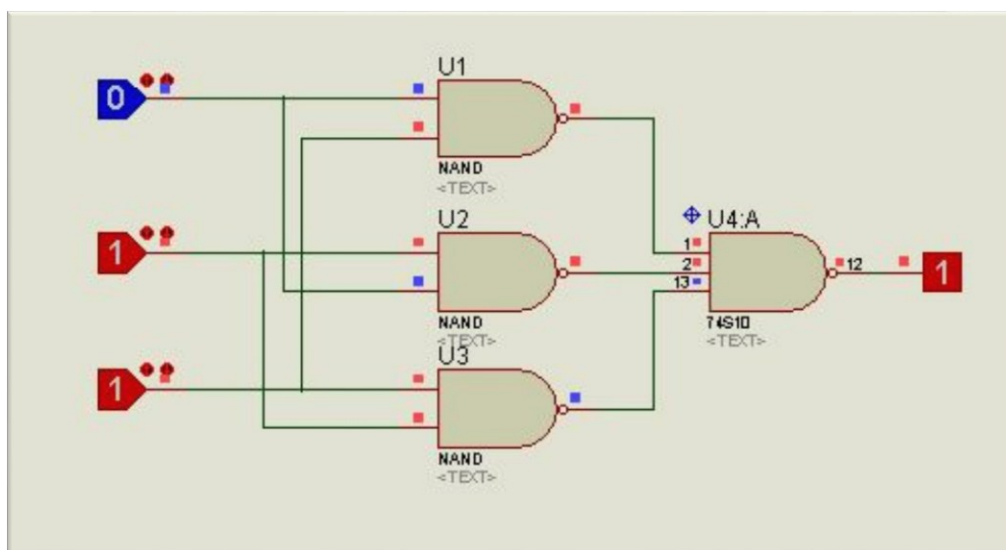 U1
0
NAND
<TEXT>
U2
U4:A
1
1
2
12
1
13
NAND
74S10
<TEXT>
<TEXT>
U3
1
NAND
<TEXT>